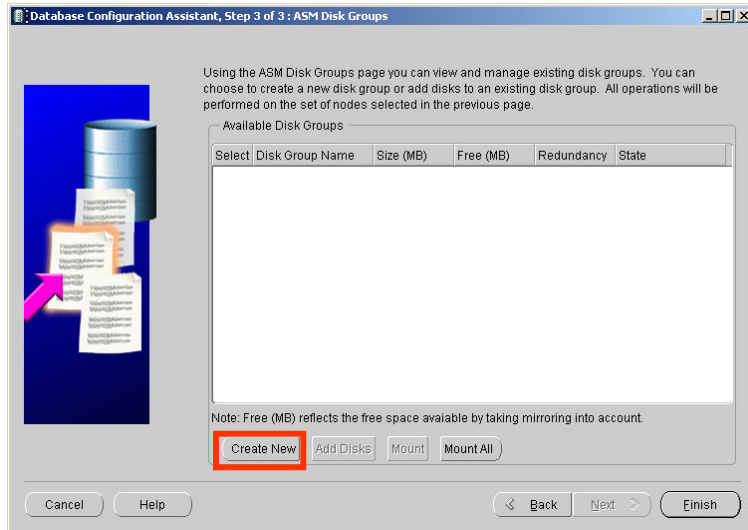 Database Configuration Assistant, Step 3 of 3 : ASM Disk Groups
Using the ASM Disk Groups page you can view and manage existing disk groups. You can
choose to create a new disk group or add disks to an existing disk group. All operations will be
performed on the set of nodes selected in the previous page.
Available Disk Groups
Select Disk Group Name Size (MB) Free (MB) Redundancy State
Note: Free (MB) reflects the free space available by taking mirroring into account.
Create New Add Disks Mount Mount All
Cancel Help Back Next Finish